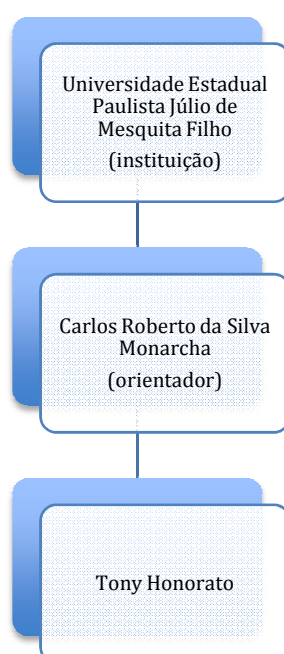 Universidade Estadual
Paulista Júlio de
Mesquita Filho
(instituição)
Carlos Roberto da Silva
Monarcha
(orientador)
Tony Honorato